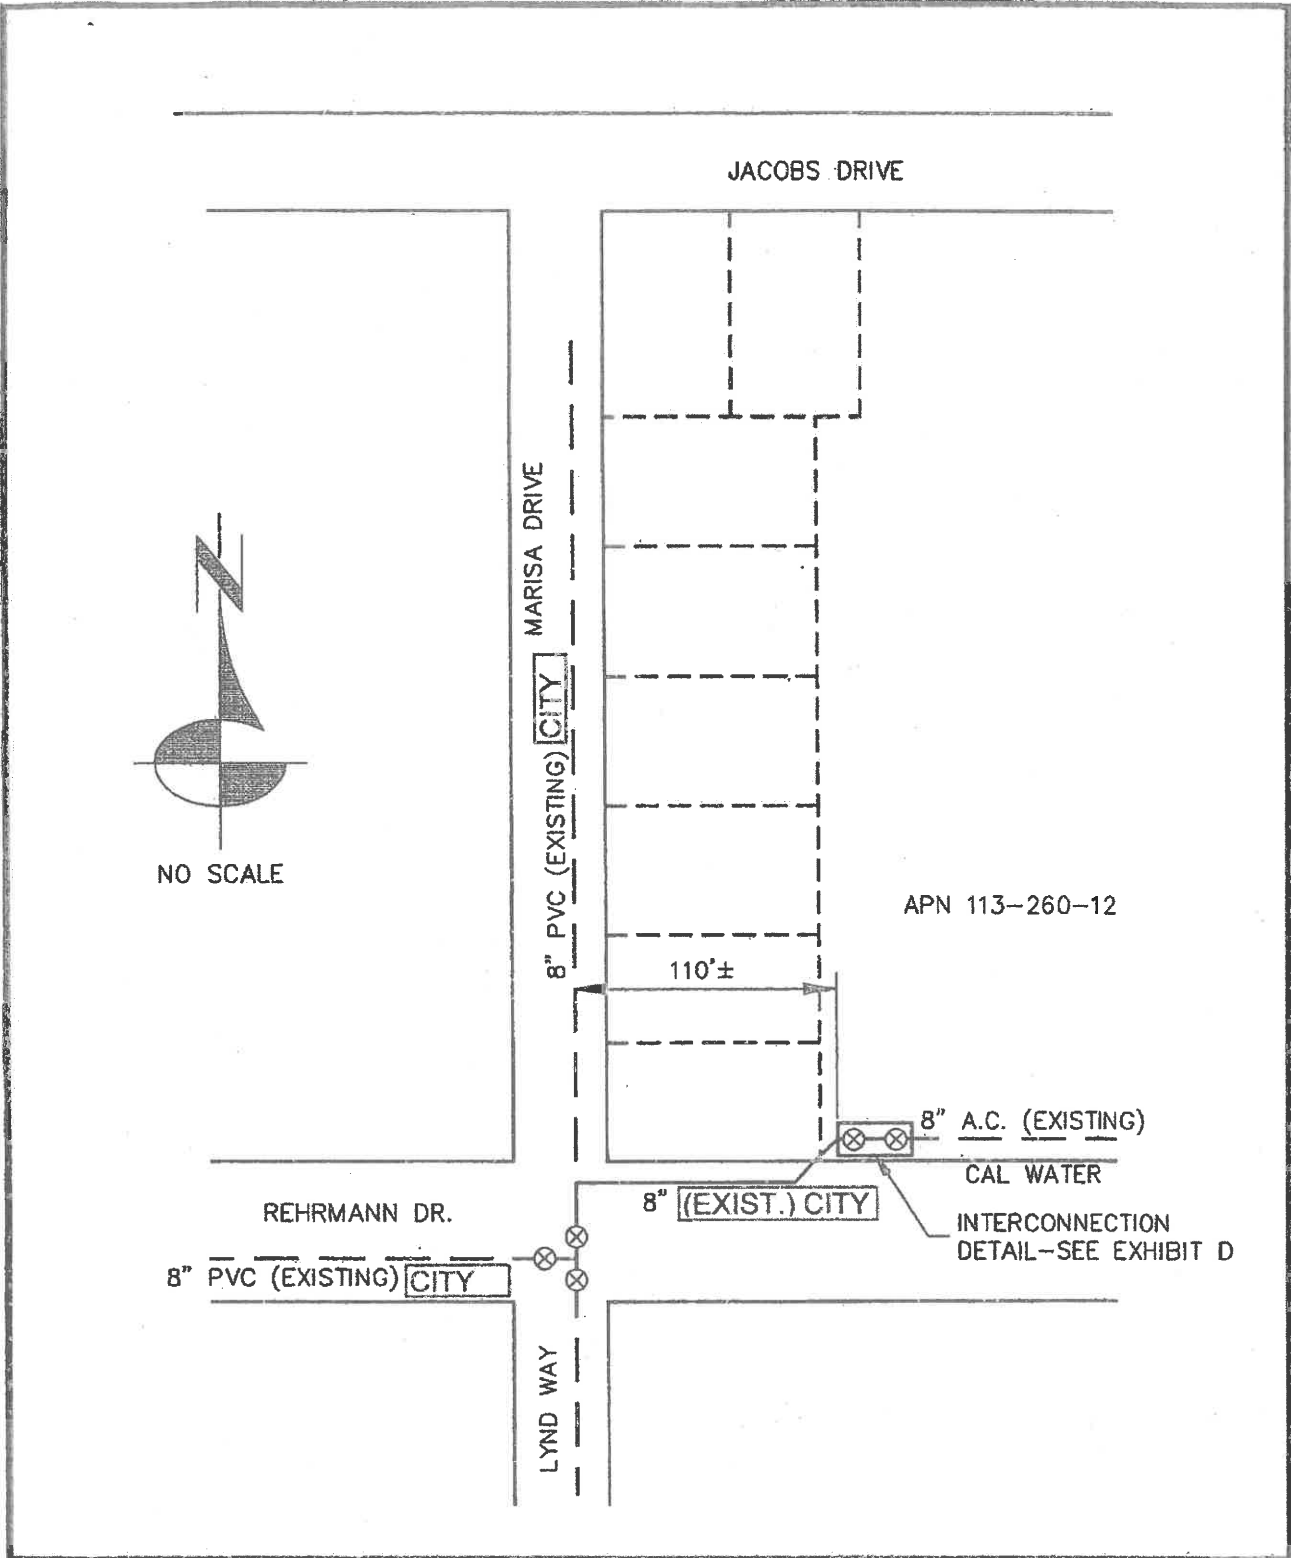 JACOBS DRIVE
MARISA DRIVE
8" PVC (EXISTING) CITY
N
NO SCALE
APN 113-260-12
110'±
8" A.C. (EXISTING)
CAL WATER
8" (EXIST.) CITY
REHRMANN DR.
INTERCONNECTION
DETAIL-SEE EXHIBIT D
8" PVC (EXISTING) CITY
LYND WAY